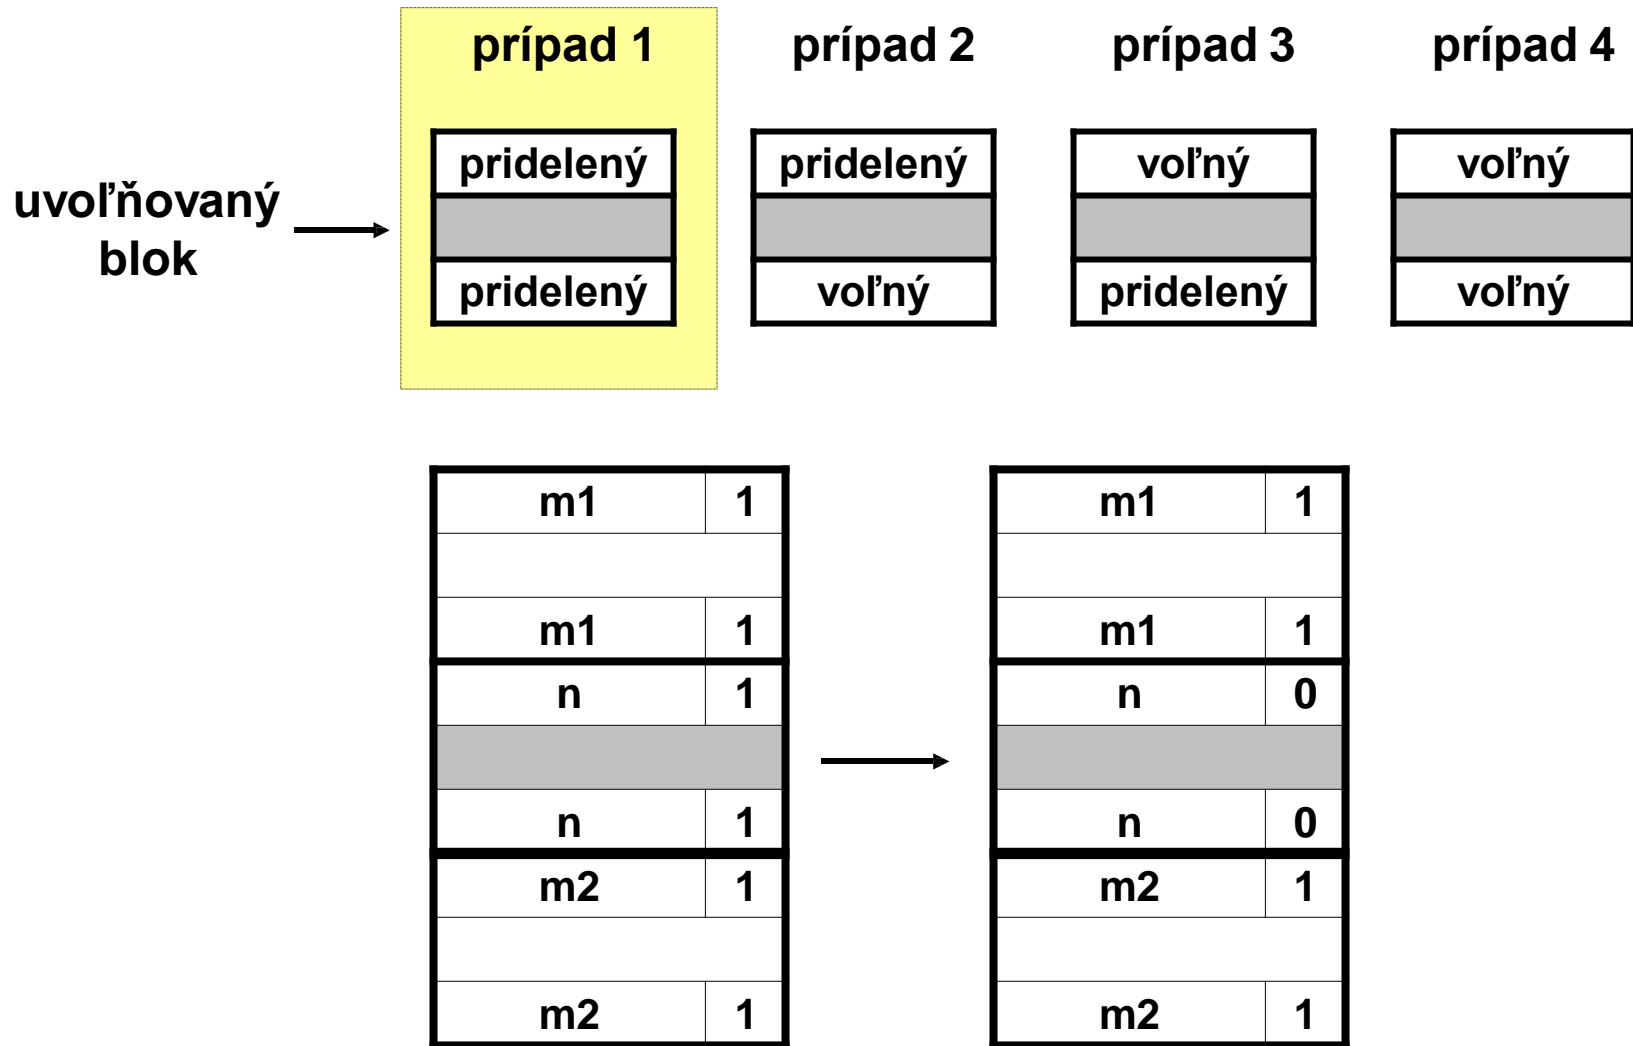 prípad 1 prípad 2 prípad 3 prípad 4
pridelený pridelený voľný voľný
uvoľňovaný
blok
pridelený voľný pridelený voľný
m1 1 m1 1
m1 1 m1 1
n 1 n 0
n 1 n 0
m2 1 m2 1
m2 1 m2 1